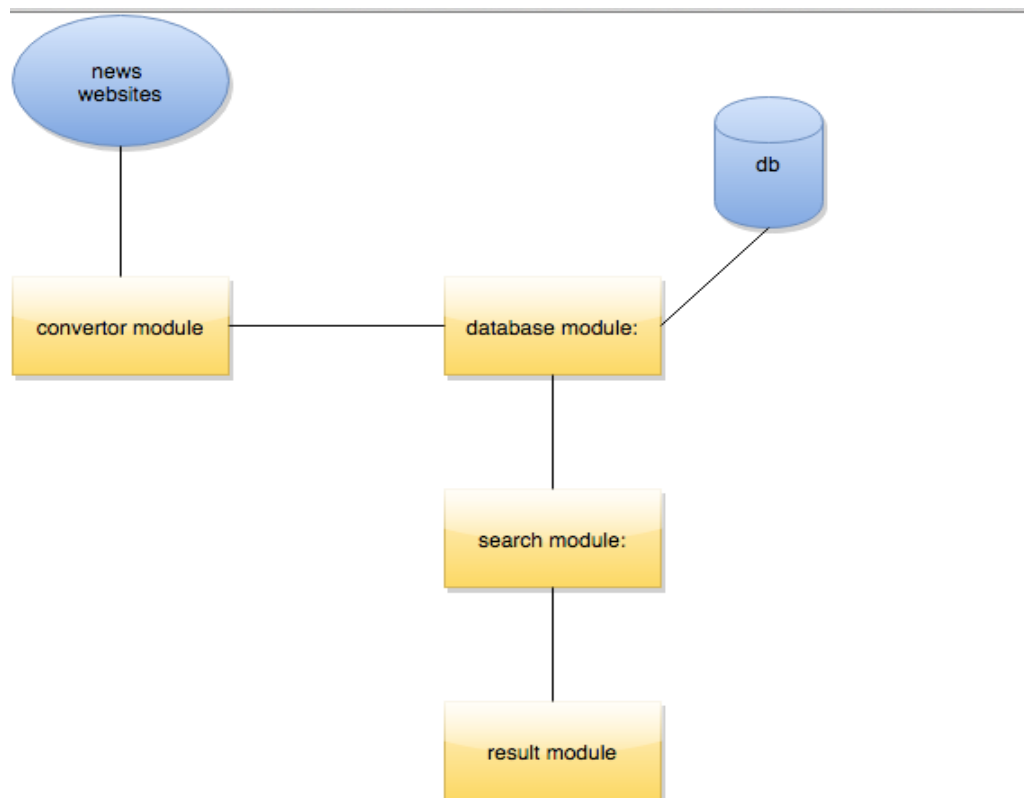 news
websites
db
convertor module
database module:
search module:
result module